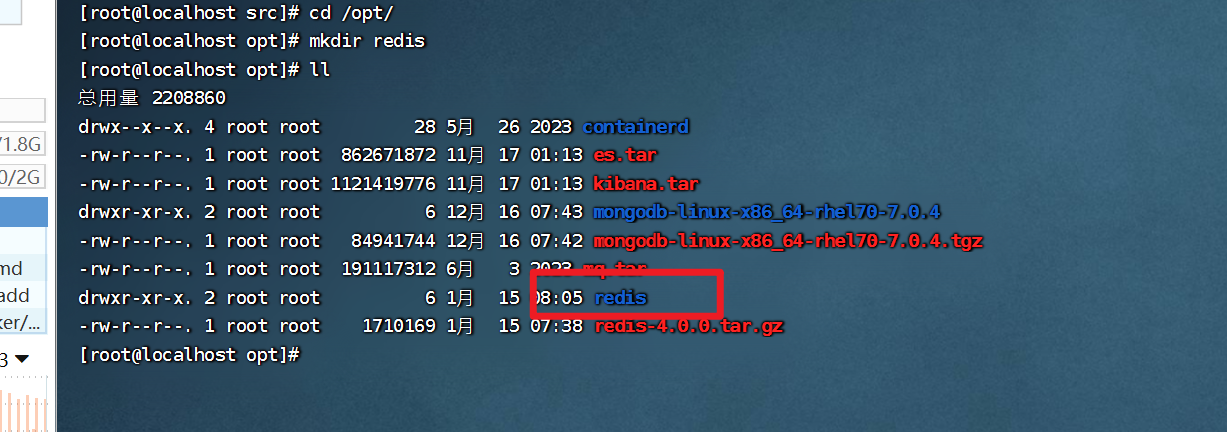 [root@localhost src]# cd /opt/
[root@localhost opt]# mkdir redis
[root@localhost opt]# ll
总用量 2208860
drwx--x--x. 4 root root 28 5月 26 2023 containerd
/1.8G
-rw-r--r--. 1 root root 862671872 11月 17 01:13 es.tar
0/2G
-rw-r--r--. 1 root root 1121419776 11月 17 01:13 kibana.tar
drwxr-xr-x. 2 root root 6 12月 16 07:43 mongodb-linux-x86_64-rhel70-7.0.4
-rw-r--r--. 1 root root 84941744 12月 16 07:42 mongodb-linux-x86_64-rhel70-7.0.4.tgz
md
-rw-r--r--. 1 root root 191117312 6月 3 2023 mq.tar
add
drwxr-xr-x. 2 root root 6 1月 15 08:05 redis
ker/...
-rw-r--r--. 1 root root 1710169 1月 15 07:38 redis-4.0.0.tar.gz
3
[root@localhost opt]#